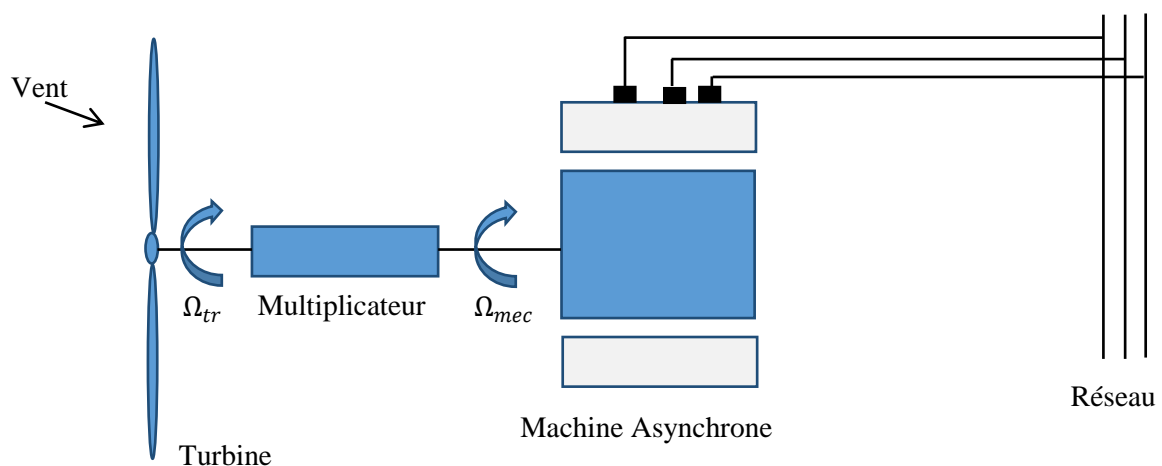 Vent
Ω_tr
Multiplicateur
Ω_mec
Réseau
Machine Asynchrone
Turbine